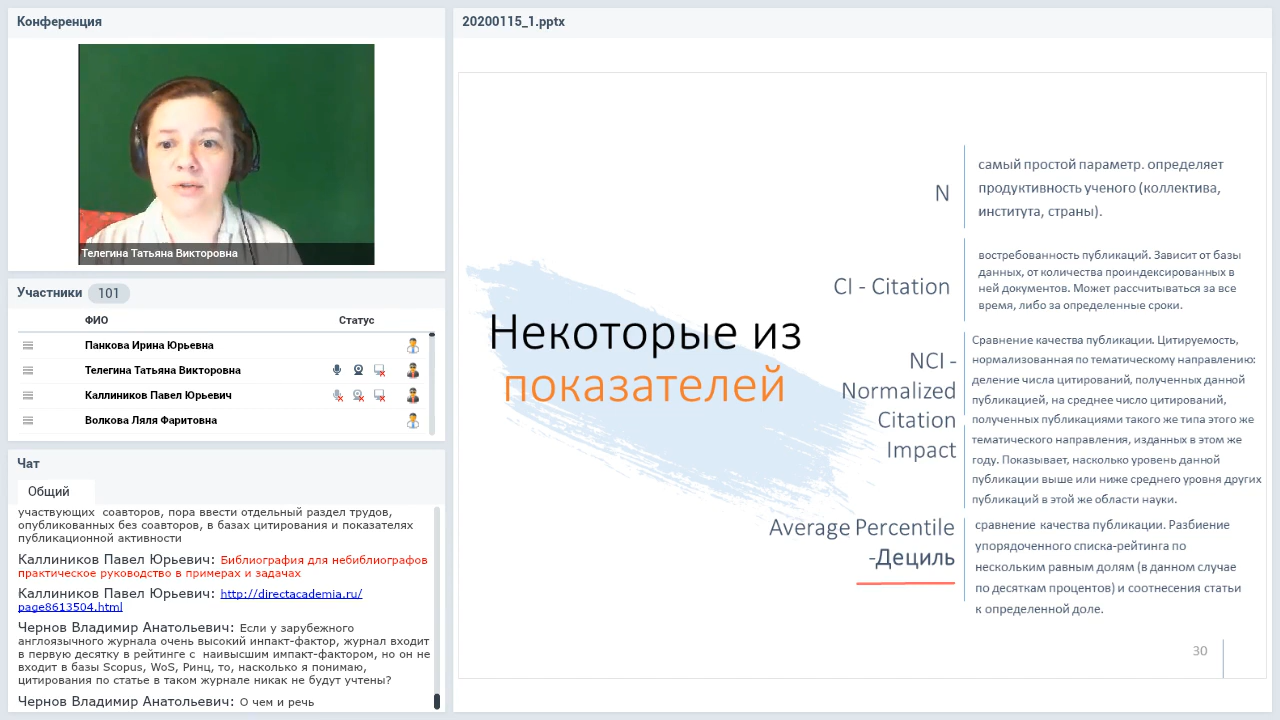 Конференция
Телегина Татьяна Викторовна
Участники 101
ФИО Статус
Панкова Ирина Юрьевна
Телегина Татьяна Викторовна
Каллиников Павел Юрьевич
Волкова Ляля Фаритовна
Чат
Общий
участвующих соавторов, пора ввести отдельный раздел трудов,
опубликованных без соавторов, в базах цитирования и показателях
публикационной активности
Каллиников Павел Юрьевич: Библиография для небиблиографов
практическое руководство в примерах и задачах
Каллиников Павел Юрьевич: http://directacademia.ru/
page8613504.html
Чернов Владимир Анатольевич: Если у зарубежного
англоязычного журнала очень высокий инпакт-фактор, журнал входит
в первую десятку в рейтинге с наивысшим импакт-фактором, но он не
входит в базы Scopus, WoS, Ринц, то, насколько я понимаю,
цитирования по статье в таком журнале никак не будут учтены?
Чернов Владимир Анатольевич: О чем и речь
20200115_1.pptx
Некоторые из
показателей
N
самый простой параметр. определяет
продуктивность ученого (коллектива,
института, страны).
CI - Citation
востребованность публикаций. Зависит от базы
данных, от количества проиндексированных в
ней документов. Может рассчитываться за все
время, либо за определенные сроки.
NCI -
Normalized
Citation
Impact
Сравнение качества публикации. Цитируемость,
нормализованная по тематическому направлению:
деление числа цитирований, полученных данной
публикацией, на среднее число цитирований,
полученных публикациями такого же типа этого же
тематического направления, изданных в этом же
году. Показывает, насколько уровень данной
публикации выше или ниже среднего уровня других
публикаций в этой же области науки.
Average Percentile
-Дециль
сравнение качества публикации. Разбиение
упорядоченного списка-рейтинга по
нескольким равным долям (в данном случае
по десяткам процентов) и соотнесения статьи
к определенной доле.
30